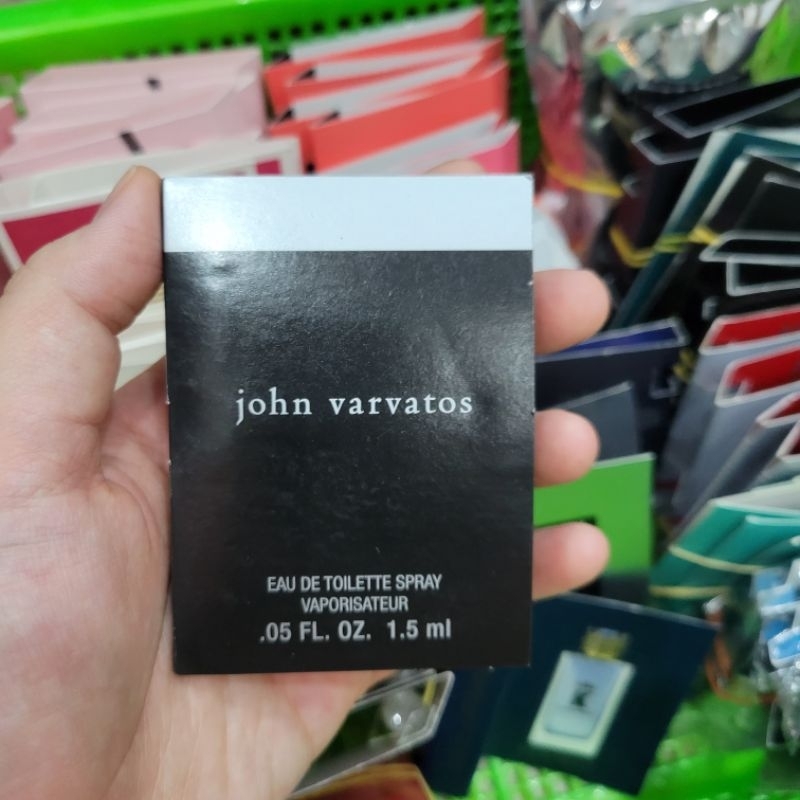 john varvatos
EAU DE TOILETTE SPRAY
VAPORISATEUR
.05 FL. OZ. 1.5 ml